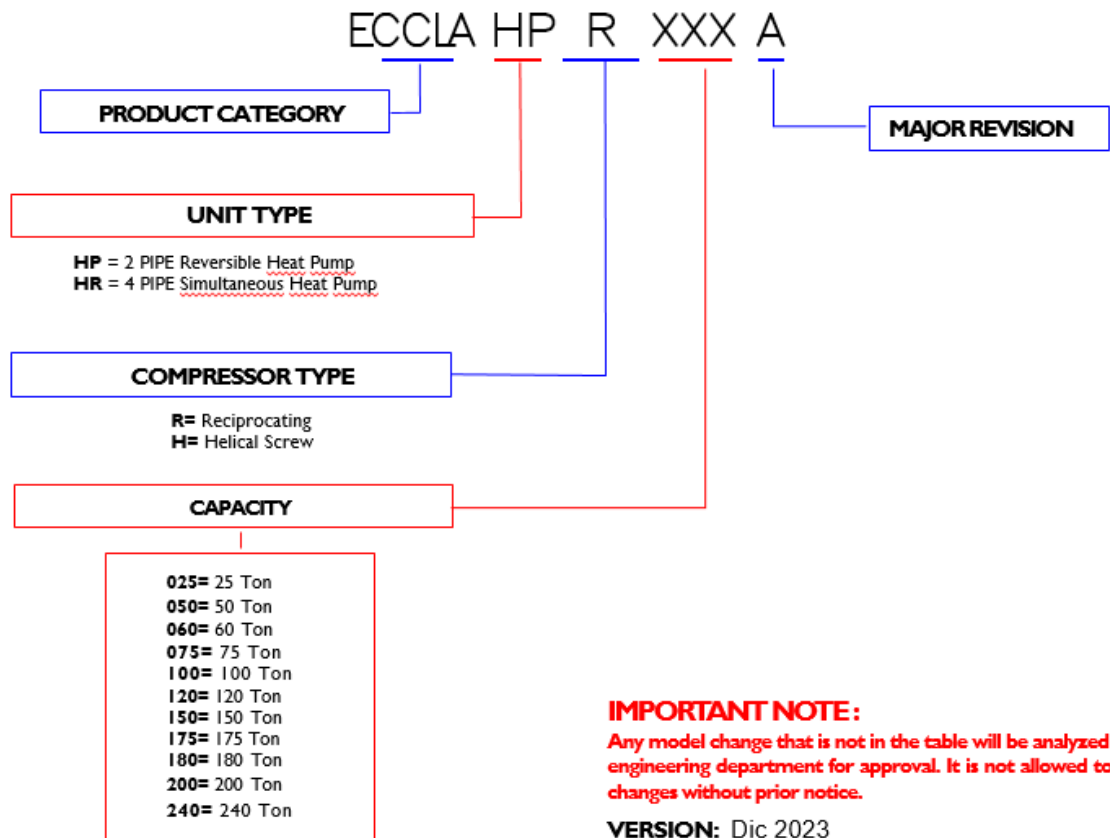 ECCLA HP R XXX A
PRODUCT CATEGORY
MAJOR REVISION
UNIT TYPE
HP = 2 PIPE Reversible Heat Pump
HR = 4 PIPE Simultaneous Heat Pump
COMPRESSOR TYPE
R= Reciprocating
H= Helical Screw
CAPACITY
025= 25 Ton
050= 50 Ton
060= 60 Ton
075= 75 Ton
100= 100 Ton
120= 120 Ton
150= 150 Ton
175= 175 Ton
180= 180 Ton
200= 200 Ton
240= 240 Ton
IMPORTANT NOTE:
Any model change that is not in the table will be analyzed
engineering department for approval. It is not allowed to
changes without prior notice.
VERSION: Dic 2023